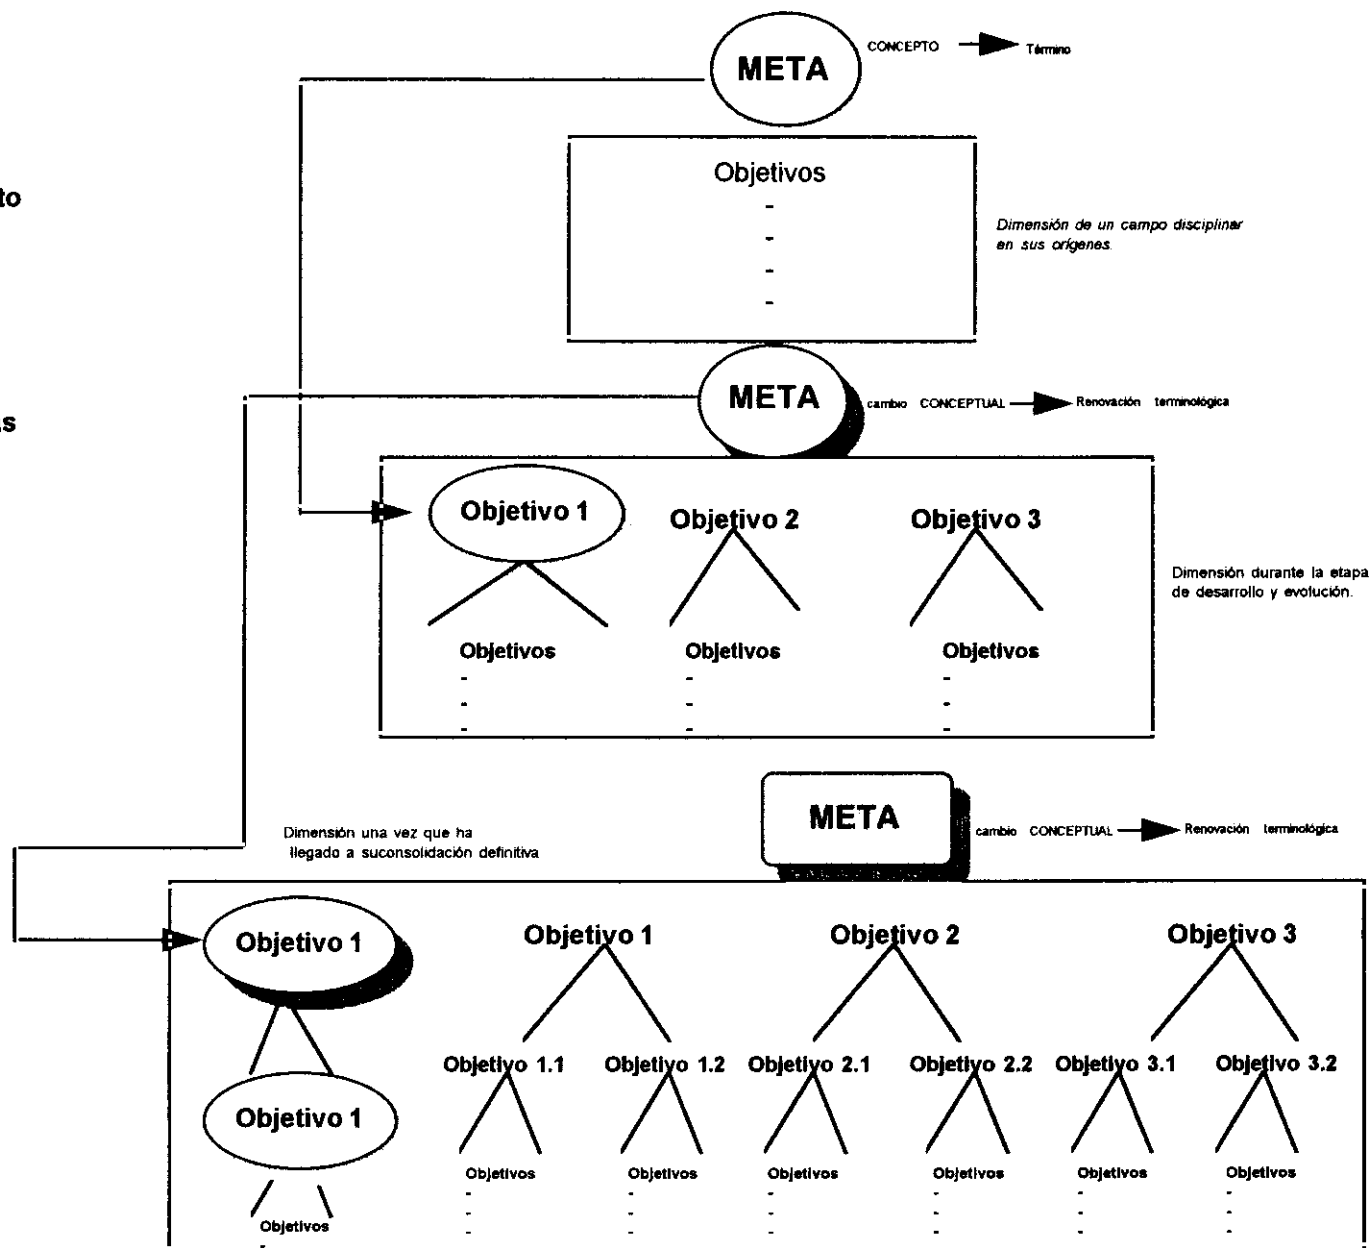 META
CONCEPTO
Término
Objetivos
-
-
-
-
Dimensión de un campo disciplinar
en sus orígenes.
to
META
cambio CONCEPTUAL
Renovación terminológica
s
Objetivo 1
Objetivo 2
Objetivo 3
Objetivos
Objetivos
Objetivos
- - -
- - -
- - -
Dimensión durante la etapa
de desarrollo y evolución.
META
cambio CONCEPTUAL
Renovación terminológica
Dimensión una vez que ha
llegado a suconsolidación definitiva
Objetivo 1
Objetivo 1
Objetivo 2
Objetivo 3
Objetivo 1.1
Objetivo 1.2
Objetivo 2.1
Objetivo 2.2
Objetivo 3.1
Objetivo 3.2
Objetivo 1
Objetivos
Objetivos
Objetivos
Objetivos
Objetivos
Objetivos
- - - - - -
- - - - - -
- - - - - -
Objetivos
-